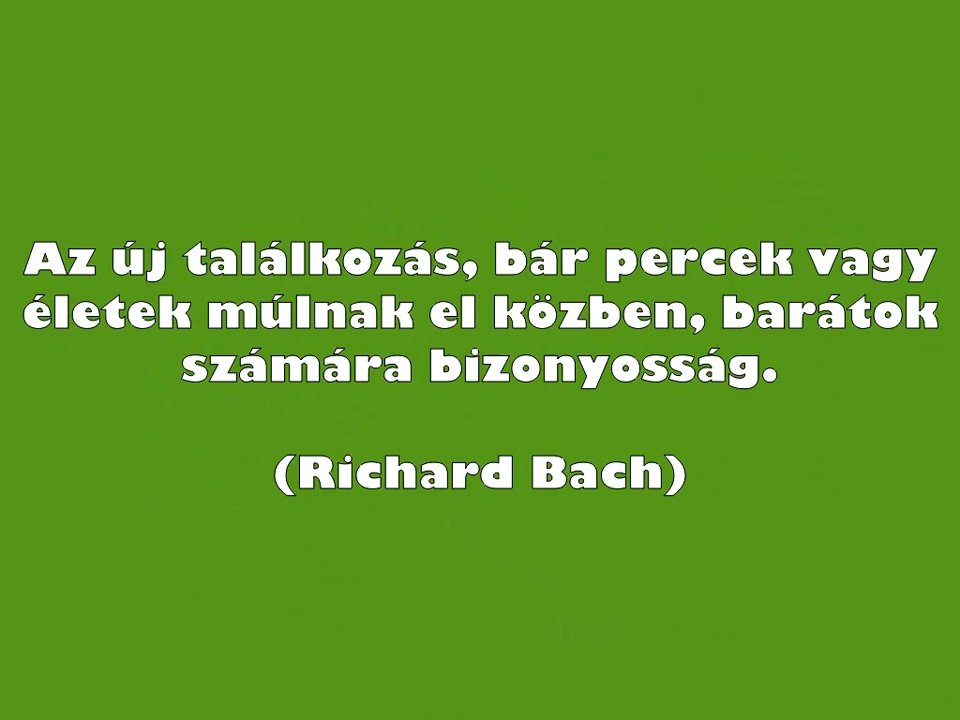 Az új találkozás, bár percek vagy
életek múlnak el közben, barátok
számára bizonyosság.
(Richard Bach)